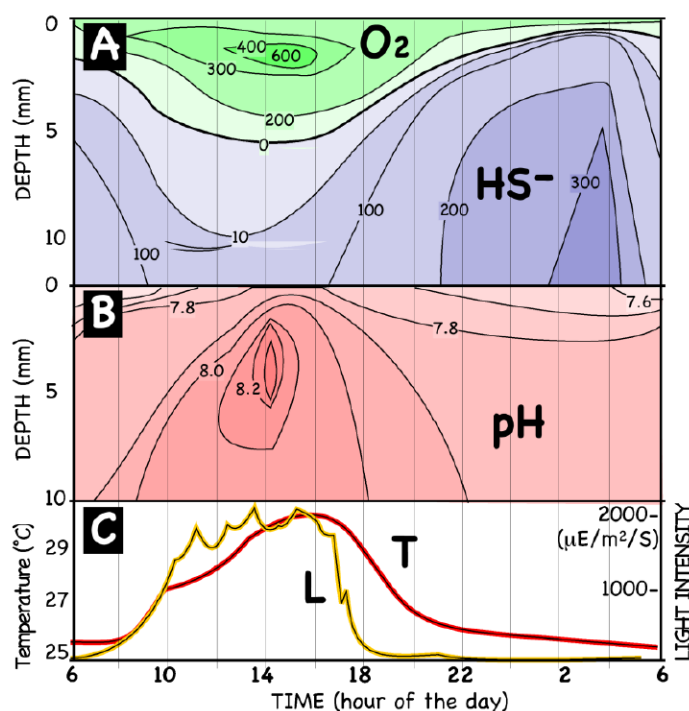 0
A
O₂
400
600
300
5
200
0
HS⁻
300
100
200
10
10
100
DEPTH (mm)
0
B
7.8
7.6
7.8
8.0
8.2
5
pH
DEPTH (mm)
10
C
2000-
(µE/m²/S)
29
T
1000-
27
L
25
Temperature (°C)
LIGHT INTENSITY
6 10 14 18 22 2 6
TIME (hour of the day)